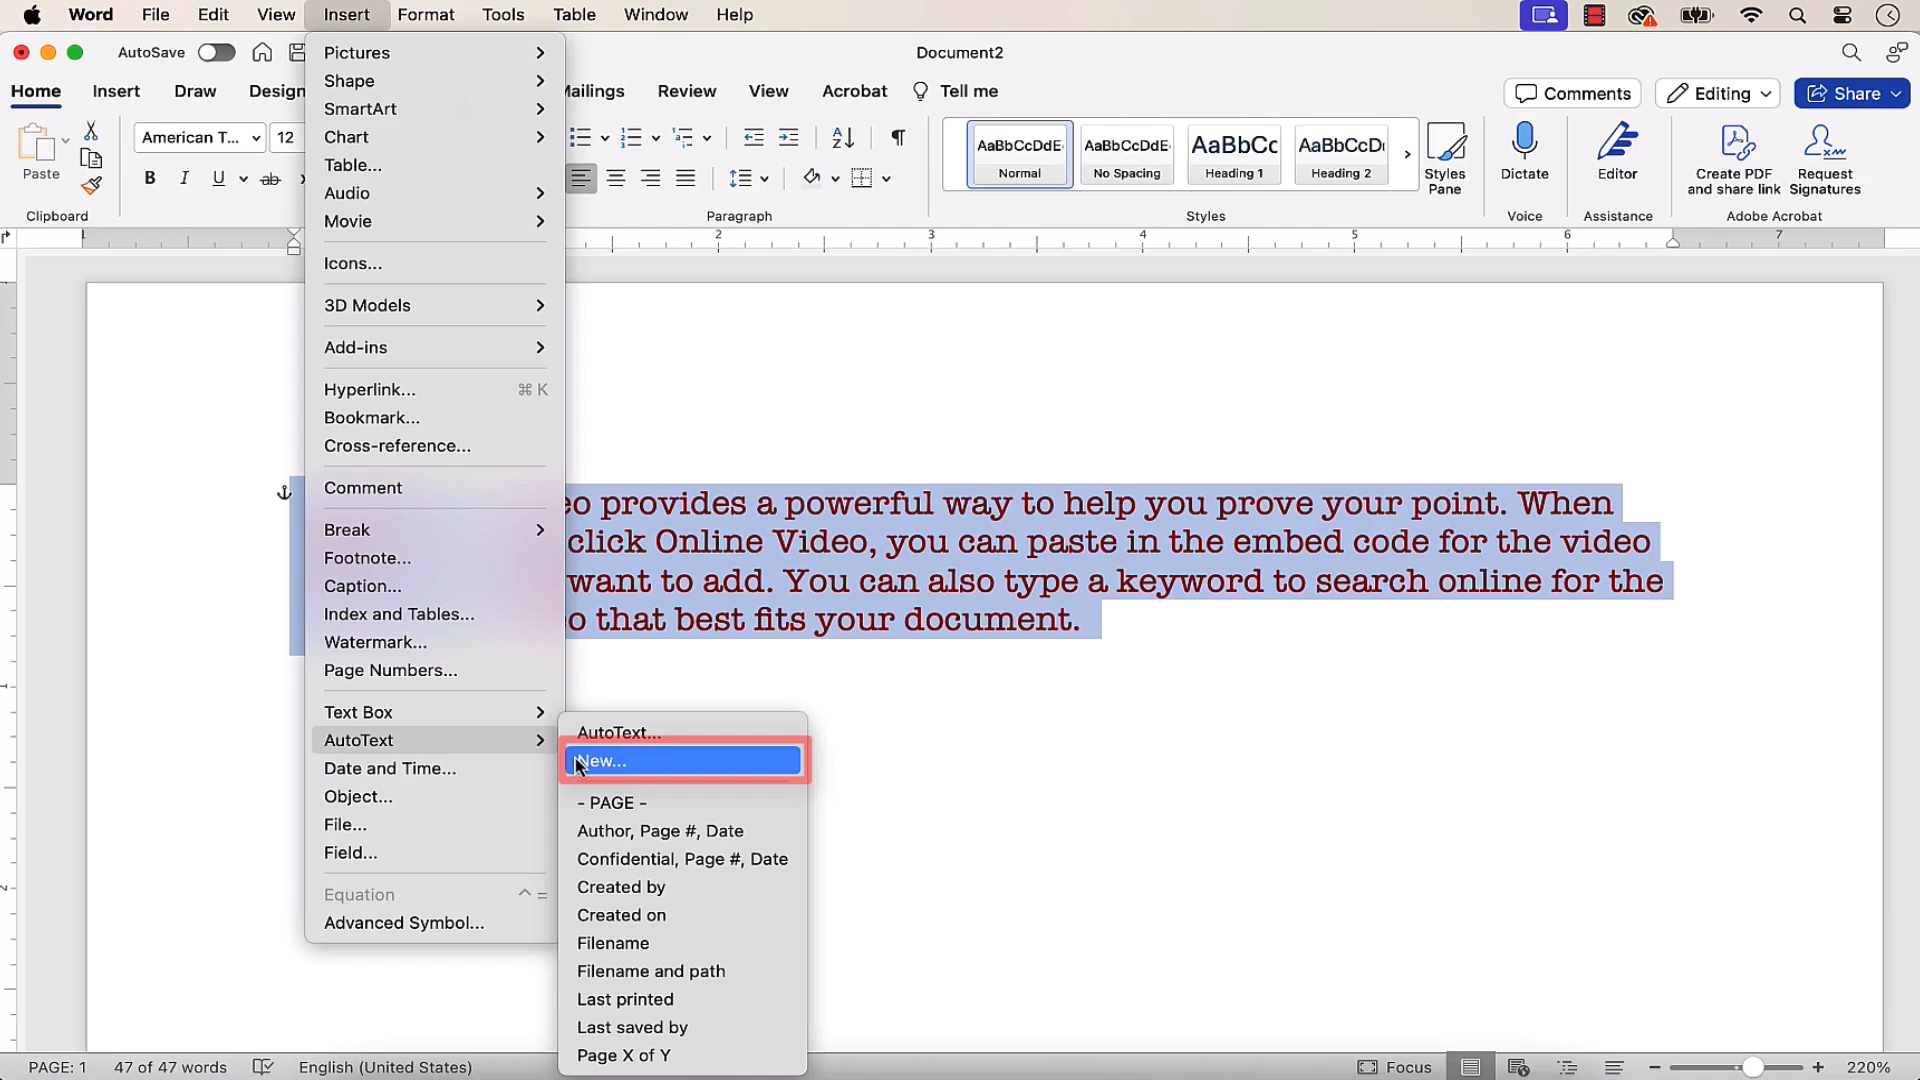 Word File Edit View Insert Format Tools Table Window Help
AutoSave Document2
Home Insert Draw Design Mailings Review View Acrobat Tell me Comments Editing Share
American T... 12
AaBbCcDdE AaBbCcDdE AaBbCc AaBbCcD
Normal No Spacing Heading 1 Heading 2
Paste Styles Pane Dictate Editor Create PDF and share link Request Signatures
Clipboard Paragraph Styles Voice Assistance Adobe Acrobat
1 2 3 4 5 6 7
Pictures
Shape
SmartArt
Chart
Table...
Audio
Movie
Icons...
3D Models
Add-ins
Hyperlink... ⌘ K
Bookmark...
Cross-reference...
Comment
Break
Footnote...
Caption...
Index and Tables...
Watermark...
Page Numbers...
Text Box
AutoText
Date and Time...
Object...
File...
Field...
Equation ^ =
Advanced Symbol...
eo provides a powerful way to help you prove your point. When
click Online Video, you can paste in the embed code for the video
want to add. You can also type a keyword to search online for the
o that best fits your document.
AutoText...
New...
- PAGE -
Author, Page #, Date
Confidential, Page #, Date
Created by
Created on
Filename
Filename and path
Last printed
Last saved by
Page X of Y
PAGE: 1 47 of 47 words English (United States) Focus 220%